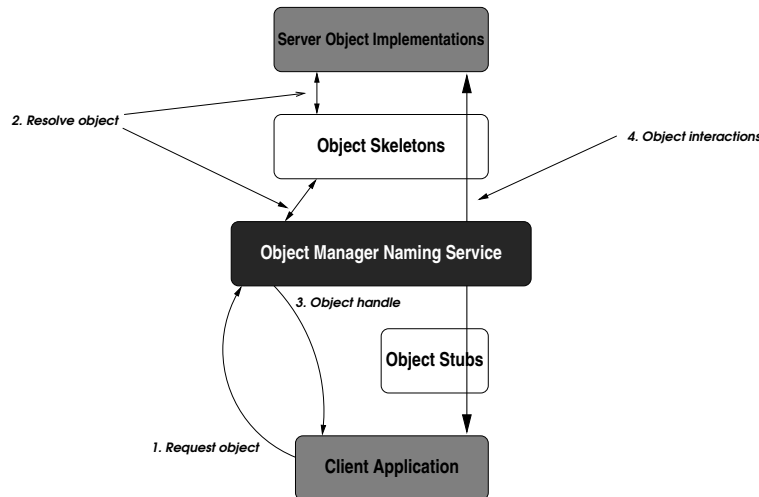 Server Object Implementations
2. Resolve object
Object Skeletons
4. Object interactions
Object Manager Naming Service
3. Object handle
Object Stubs
1. Request object
Client Application